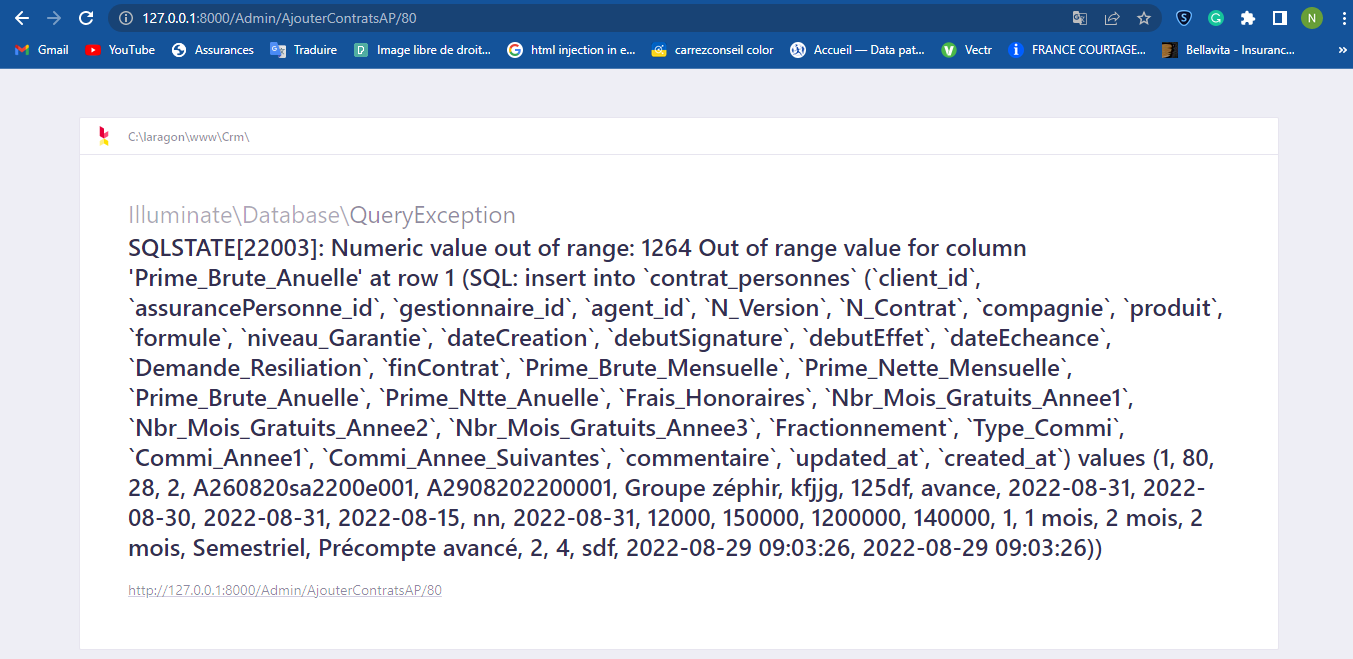 127.0.0.1:8000/Admin/AjouterContratsAP/80
Gmail YouTube Assurances Traduire Image libre de droit... html injection in e... carrezconseil color Accueil — Data pat... Vectr FRANCE COURTAGE... Bellavita - Insuranc... »
C:\laragon\www\Crm\
Illuminate\Database\QueryException
SQLSTATE[22003]: Numeric value out of range: 1264 Out of range value for column
'Prime_Brute_Anuelle' at row 1 (SQL: insert into `contrat_personnes` (`client_id`,
`assurancePersonne_id`, `gestionnaire_id`, `agent_id`, `N_Version`, `N_Contrat`, `compagnie`, `produit`,
`formule`, `niveau_Garantie`, `dateCreation`, `debutSignature`, `debutEffet`, `dateEcheance`,
`Demande_Resiliation`, `finContrat`, `Prime_Brute_Mensuelle`, `Prime_Nette_Mensuelle`,
`Prime_Brute_Anuelle`, `Prime_Ntte_Anuelle`, `Frais_Honoraires`, `Nbr_Mois_Gratuits_Annee1`,
`Nbr_Mois_Gratuits_Annee2`, `Nbr_Mois_Gratuits_Annee3`, `Fractionnement`, `Type_Commi`,
`Commi_Annee1`, `Commi_Annee_Suivantes`, `commentaire`, `updated_at`, `created_at`) values (1, 80,
28, 2, A260820sa2200e001, A2908202200001, Groupe zéphir, kfjjg, 125df, avance, 2022-08-31, 2022-
08-30, 2022-08-31, 2022-08-15, nn, 2022-08-31, 12000, 150000, 1200000, 140000, 1, 1 mois, 2 mois, 2
mois, Semestriel, Précompte avancé, 2, 4, sdf, 2022-08-29 09:03:26, 2022-08-29 09:03:26))
http://127.0.0.1:8000/Admin/AjouterContratsAP/80